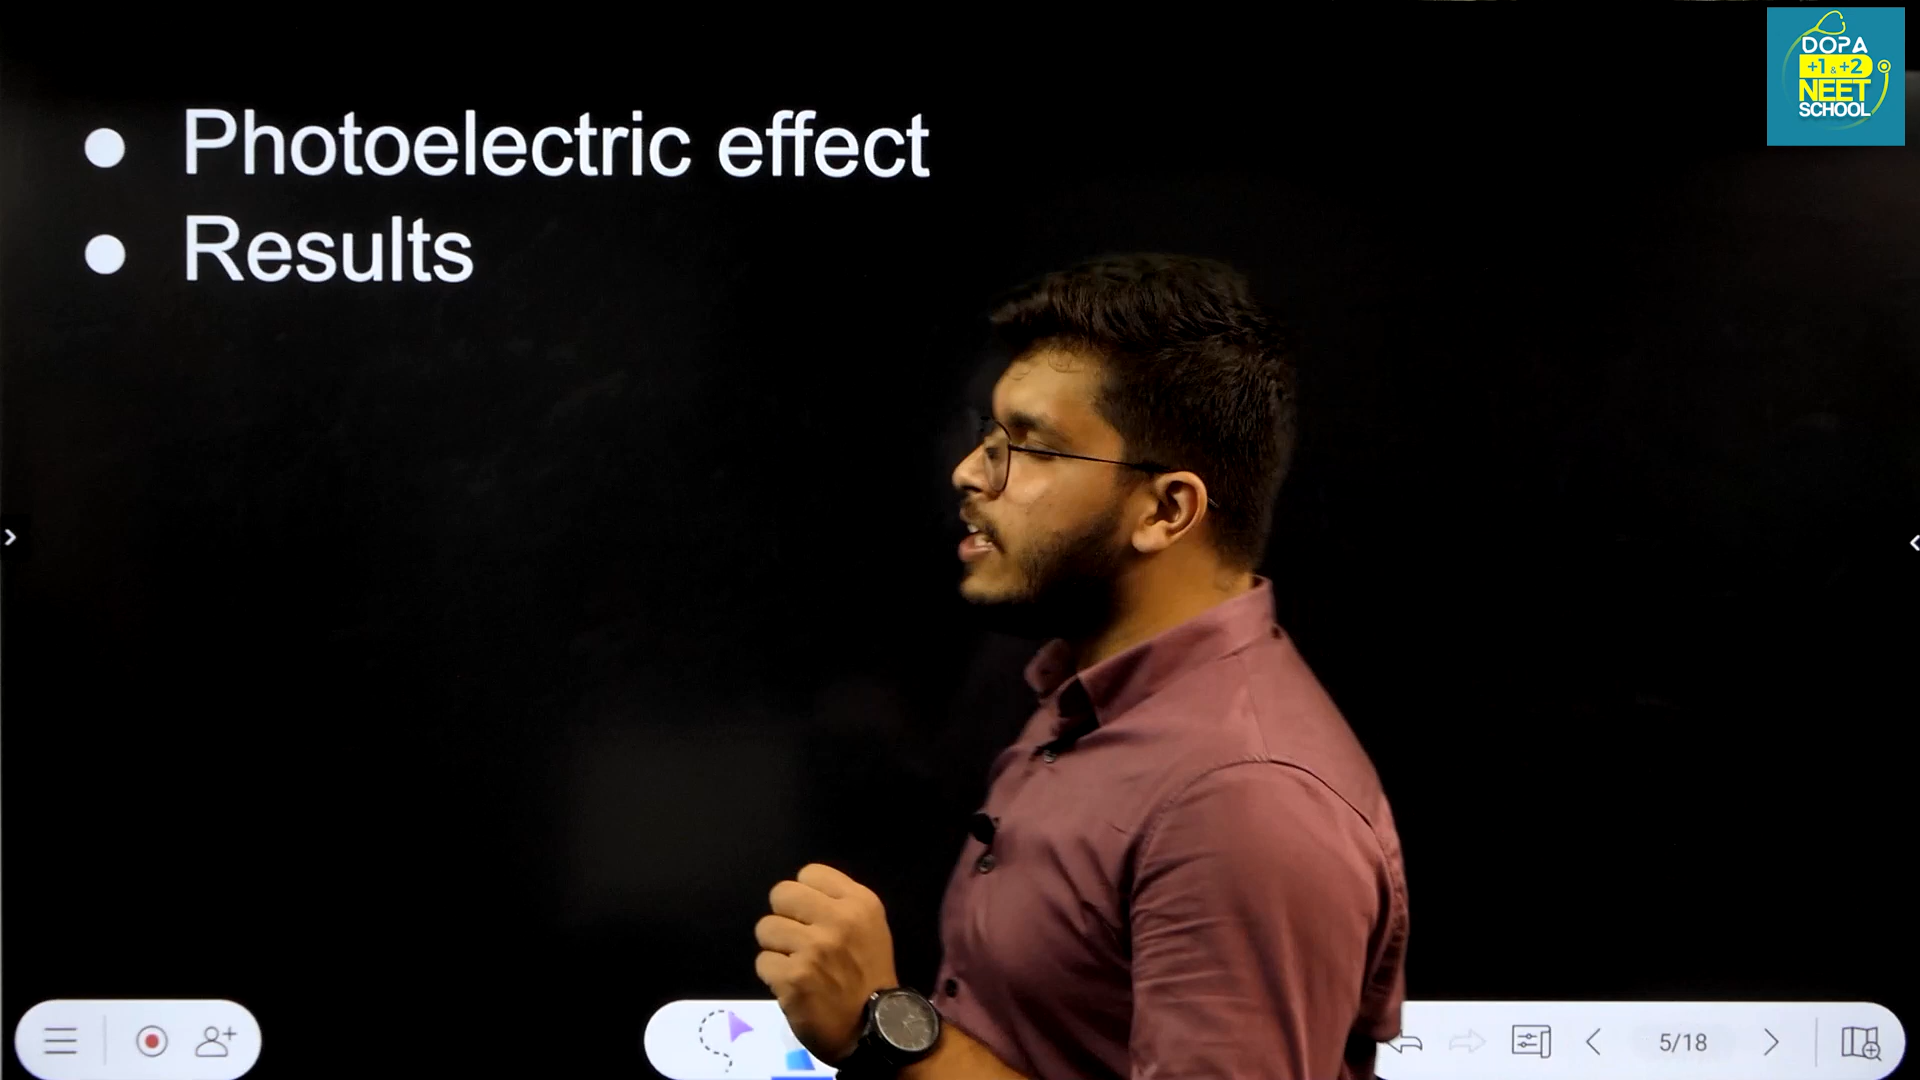 DOPA
+1 & +2
NEET
SCHOOL
● Photoelectric effect
● Results
5/18